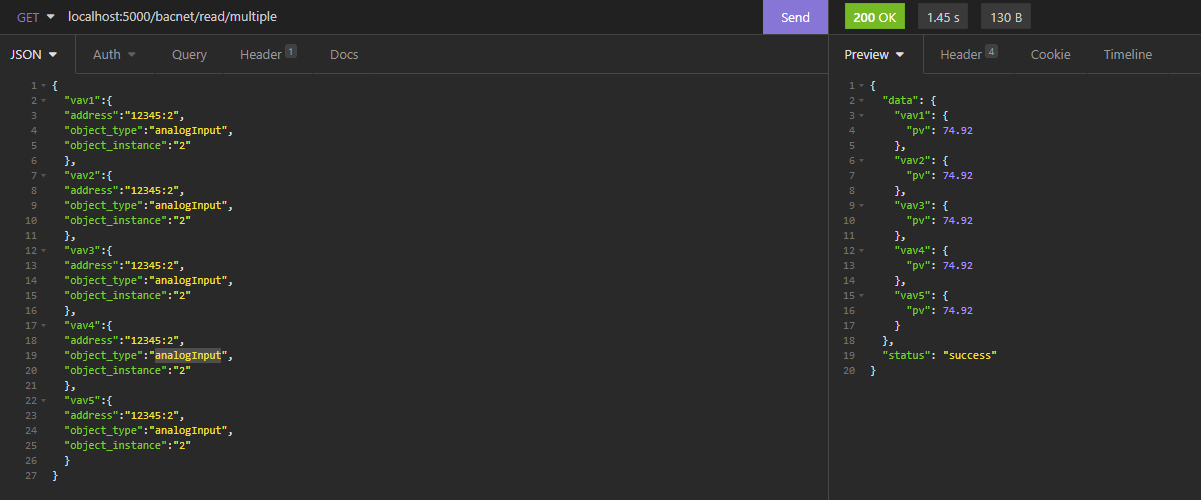 GET localhost:5000/bacnet/read/multiple Send 200 OK 1.45 s 130 B
JSON Auth Query Header 1 Docs Preview Header 4 Cookie Timeline
1 {
2 "vav1":{
3 "address":"12345:2",
4 "object_type":"analogInput",
5 "object_instance":"2"
6 },
7 "vav2":{
8 "address":"12345:2",
9 "object_type":"analogInput",
10 "object_instance":"2"
11 },
12 "vav3":{
13 "address":"12345:2",
14 "object_type":"analogInput",
15 "object_instance":"2"
16 },
17 "vav4":{
18 "address":"12345:2",
19 "object_type":"analogInput",
20 "object_instance":"2"
21 },
22 "vav5":{
23 "address":"12345:2",
24 "object_type":"analogInput",
25 "object_instance":"2"
26 }
27 }
1 {
2 "data": {
3 "vav1": {
4 "pv": 74.92
5 },
6 "vav2": {
7 "pv": 74.92
8 },
9 "vav3": {
10 "pv": 74.92
11 },
12 "vav4": {
13 "pv": 74.92
14 },
15 "vav5": {
16 "pv": 74.92
17 }
18 },
19 "status": "success"
20 }